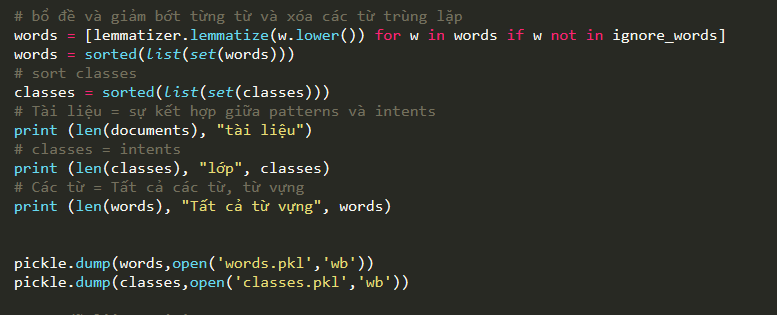 # bổ đề và giảm bớt từng từ và xóa các từ trùng lặp
words = [lemmatizer.lemmatize(w.lower()) for w in words if w not in ignore_words]
words = sorted(list(set(words)))
# sort classes
classes = sorted(list(set(classes)))
# Tài liệu = sự kết hợp giữa patterns và intents
print (len(documents), "tài liệu")
# classes = intents
print (len(classes), "lớp", classes)
# Các từ = Tất cả các từ, từ vựng
print (len(words), "Tất cả từ vựng", words)
pickle.dump(words,open('words.pkl','wb'))
pickle.dump(classes,open('classes.pkl','wb'))